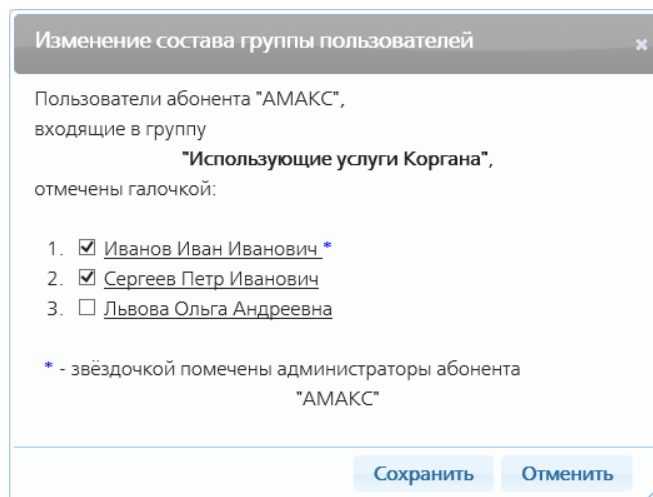 Изменение состава группы пользователей
Пользователи абонента "АМАКС",
входящие в группу
"Использующие услуги Коргана",
отмечены галочкой:
1. Иванов Иван Иванович *
2. Сергеев Петр Иванович
3. Львова Ольга Андреевна
* - звёздочкой помечены администраторы абонента
"АМАКС"
Сохранить Отменить